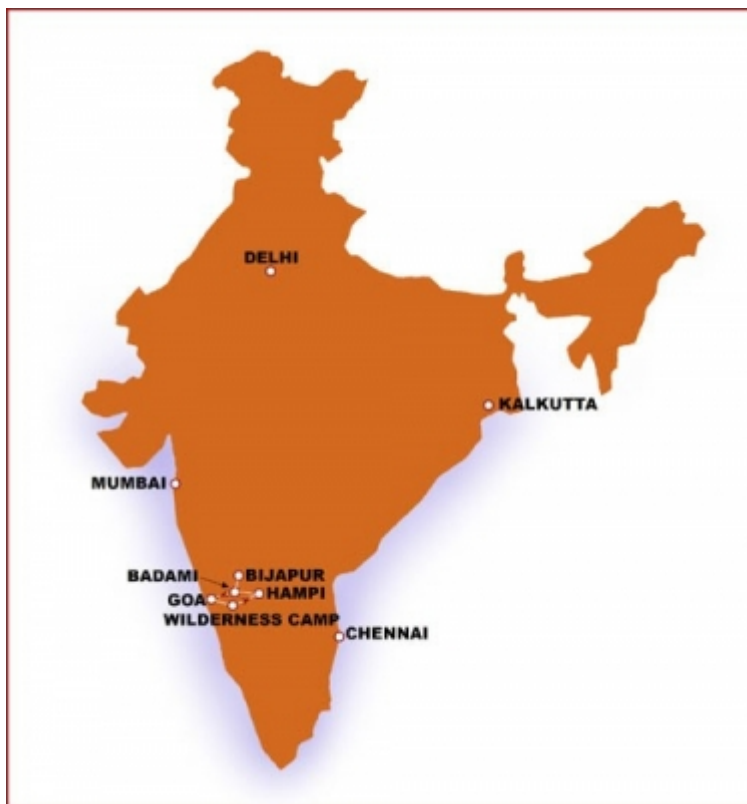 DELHI
KALKUTTA
MUMBAI
BADAMI
BIJAPUR
HAMPI
GOA
WILDERNESS CAMP
CHENNAI